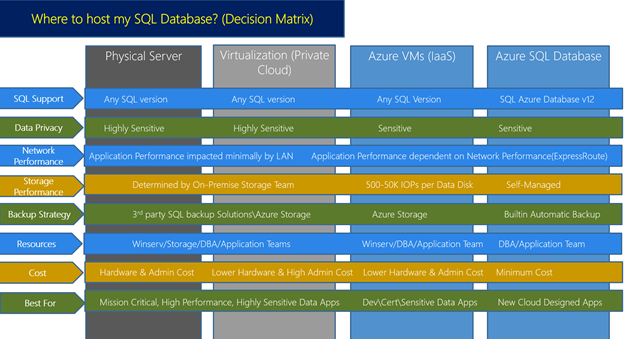 Where to host my SQL Database? (Decision Matrix)
Physical Server
Virtualization (Private
Cloud)
Azure VMs (IaaS)
Azure SQL Database
SQL Support
Any SQL version
Any SQL version
Any SQL Version
SQL Azure Database v12
Data Privacy
Highly Sensitive
Highly Sensitive
Sensitive
Sensitive
Network
Performance
Application Performance impacted minimally by LAN
Application Performance dependent on Network Performance(ExpressRoute)
Storage
Performance
Determined by On-Premise Storage Team
500-50K IOPs per Data Disk
Self-Managed
Backup Strategy
3rd party SQL backup Solutions\Azure Storage
Azure Storage
Builtin Automatic Backup
Resources
Winserv/Storage/DBA/Application Teams
Winserv/DBA/Application Team
DBA/Application Team
Cost
Hardware & Admin Cost
Lower Hardware & High Admin Cost
Lower Hardware & Admin Cost
Minimum Cost
Best For
Mission Critical, High Performance, Highly Sensitive Data Apps
Dev\Cert\Sensitive Data Apps
New Cloud Designed Apps